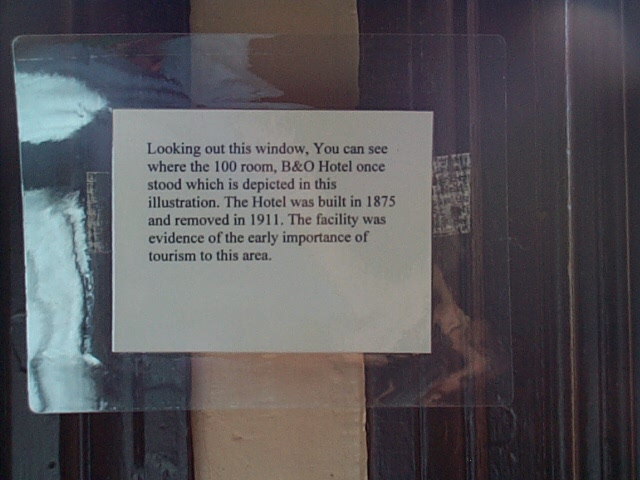 Looking out this window, You can see
where the 100 room, B&O Hotel once
stood which is depicted in this
illustration. The Hotel was built in 1875
and removed in 1911. The facility was
evidence of the early importance of
tourism to this area.